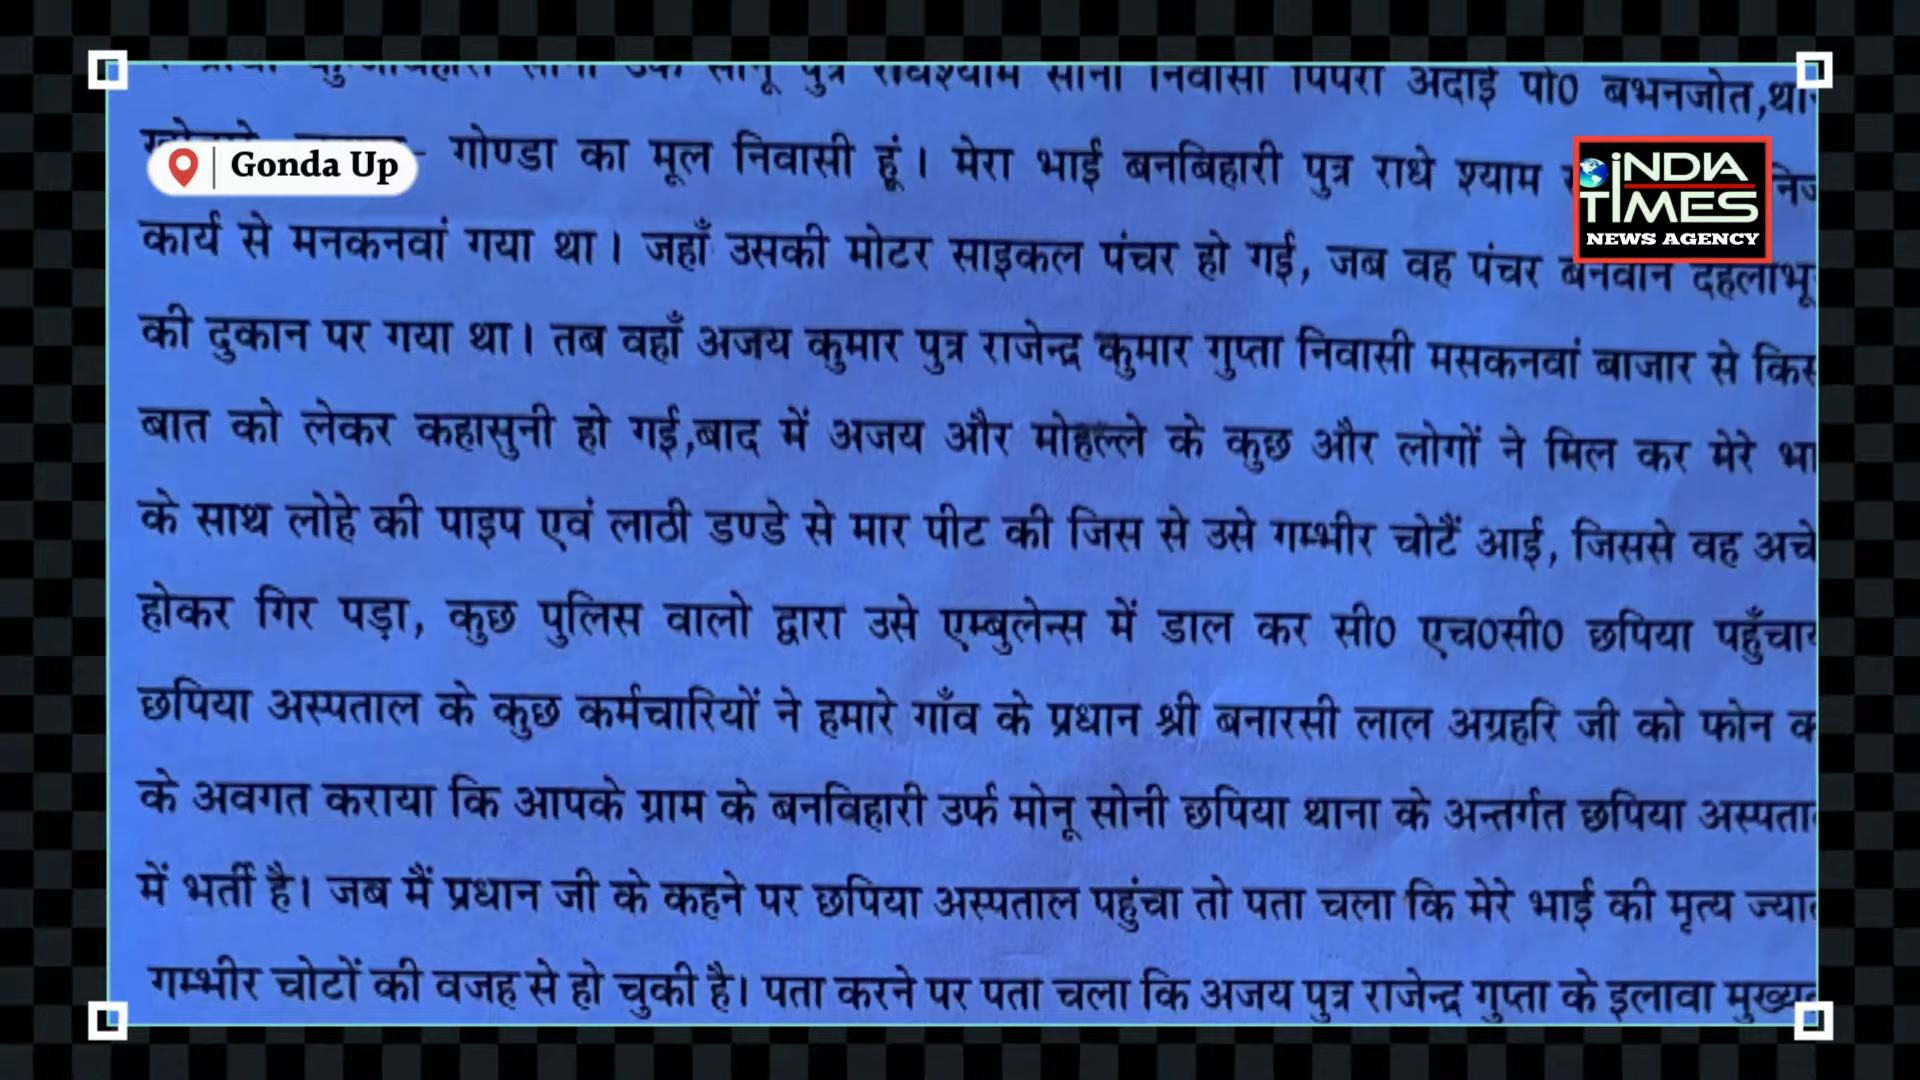 राधेश्याम सोनी निवासी पिपरा अदाई पो0 बभनजोत,
Gonda Up
गोण्डा का मूल निवासी हूं। मेरा भाई बनबिहारी पुत्र राधे श्याम
INDIA
TIMES
NEWS AGENCY
कार्य से मनकनवां गया था। जहाँ उसकी मोटर साइकल पंचर हो गई, जब वह पंचर बनवाने
की दुकान पर गया था। तब वहाँ अजय कुमार पुत्र राजेन्द्र कुमार गुप्ता निवासी मसकनवां बाजार से
बात को लेकर कहासुनी हो गई,बाद में अजय और मोहल्ले के कुछ और लोगों ने मिल कर मेरे
के साथ लोहे की पाइप एवं लाठी डण्डे से मार पीट की जिस से उसे गम्भीर चोटैं आई, जिससे वह
होकर गिर पड़ा, कुछ पुलिस वालो द्वारा उसे एम्बुलेन्स में डाल कर सी0 एच0सी0 छपिया
छपिया अस्पताल के कुछ कर्मचारियों ने हमारे गाँव के प्रधान श्री बनारसी लाल अग्रहरि जी को फोन
के अवगत कराया कि आपके ग्राम के बनविहारी उर्फ मोनू सोनी छपिया थाना के अन्तर्गत छपिया
में भर्ती है। जब मैं प्रधान जी के कहने पर छपिया अस्पताल पहुंचा तो पता चला कि मेरे भाई की मृत्य
गम्भीर चोटों की वजह से हो चुकी है। पता करने पर पता चला कि अजय पुत्र राजेन्द्र गुप्ता के इलावा